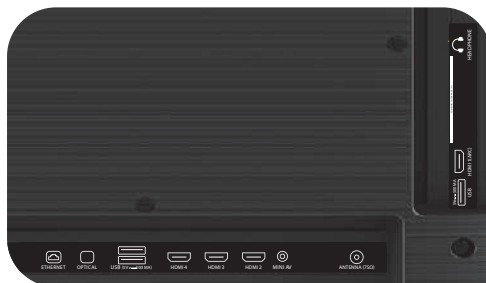 HEADPHONE
HDMI 1(ARC)
USB
ETHERNET
OPTICAL
USB
HDMI 4
HDMI 3
HDMI 2
MINI AV
ANTENNA (75Ω)